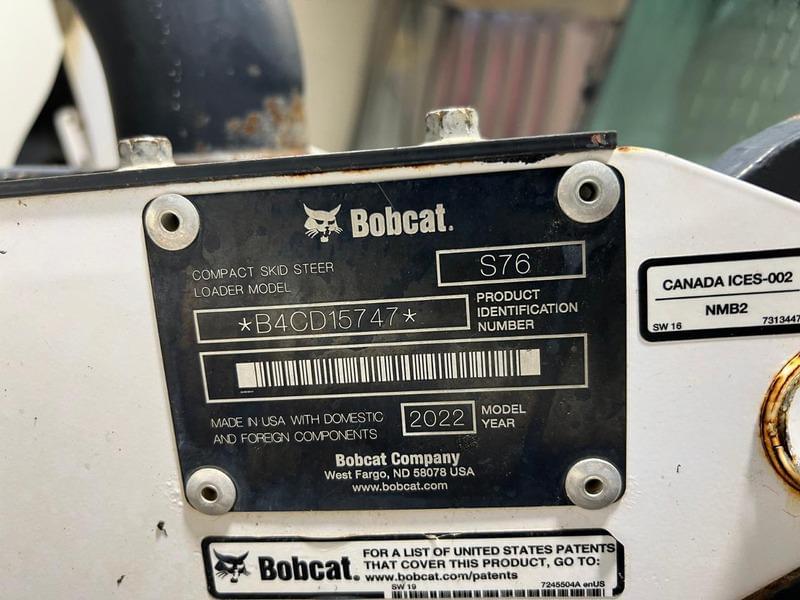 Bobcat.
COMPACT SKID STEER
LOADER MODEL
S76
*B4CD15747*
PRODUCT
IDENTIFICATION
NUMBER
MADE IN USA WITH DOMESTIC
AND FOREIGN COMPONENTS
2022
MODEL
YEAR
Bobcat Company
West Fargo, ND 58078 USA
www.bobcat.com
CANADA ICES-002
NMB2
SW 16
7313447
Bobcat.
FOR A LIST OF UNITED STATES PATENTS
THAT COVER THIS PRODUCT, GO TO:
www.bobcat.com/patents
SW 19
7245504A enUS